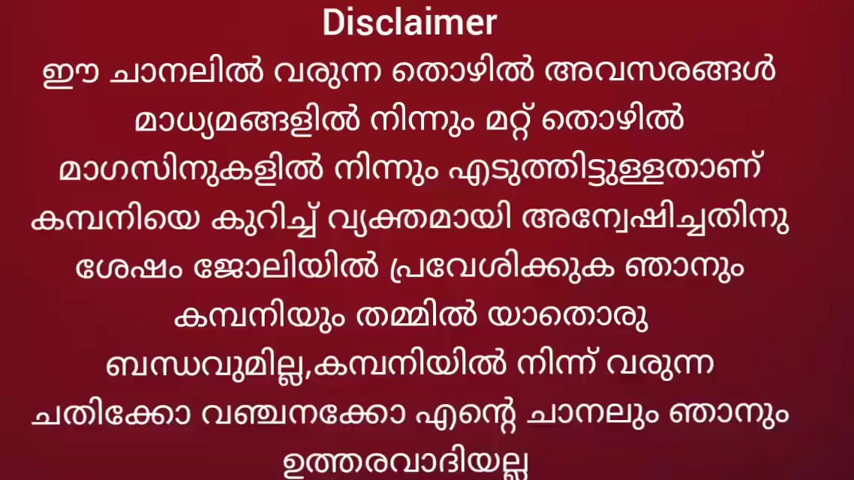 Disclaimer
ഈ ചാനലിൽ വരുന്ന തൊഴിൽ അവസരങ്ങൾ
മാധ്യമങ്ങളിൽ നിന്നും മറ്റ് തൊഴിൽ
മാഗസിനുകളിൽ നിന്നും എടുത്തിട്ടുള്ളതാണ്
കമ്പനിയെ കുറിച്ച് വ്യക്തമായി അന്വേഷിച്ചതിനു
ശേഷം ജോലിയിൽ പ്രവേശിക്കുക ഞാനും
കമ്പനിയും തമ്മിൽ യാതൊരു
ബന്ധവുമില്ല,കമ്പനിയിൽ നിന്ന് വരുന്ന
ചതിക്കോ വഞ്ചനക്കോ എന്റെ ചാനലും ഞാനും
ഉത്തരവാദിയല്ല